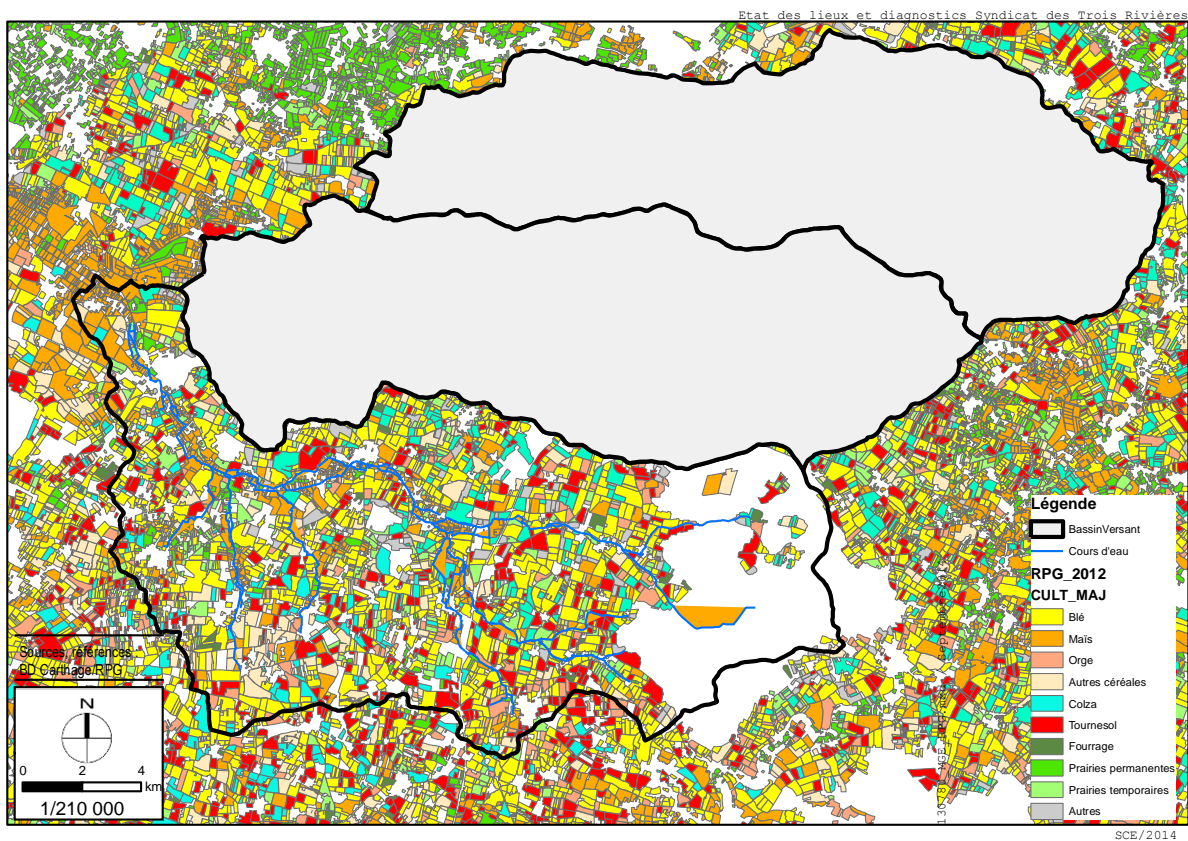 Etat des lieux et diagnostics Syndicat des Trois Rivières
Légende
BassinVersant
Cours d'eau
RPG_2012
CULT_MAJ
Blé
Maïs
Orge
Autres céréales
Colza
Tournesol
Fourrage
Prairies permanentes
Prairies temporaires
Autres
Sources, références
BD Carthage/RPG
N
0 2 4
km
1/210 000
SCE/2014